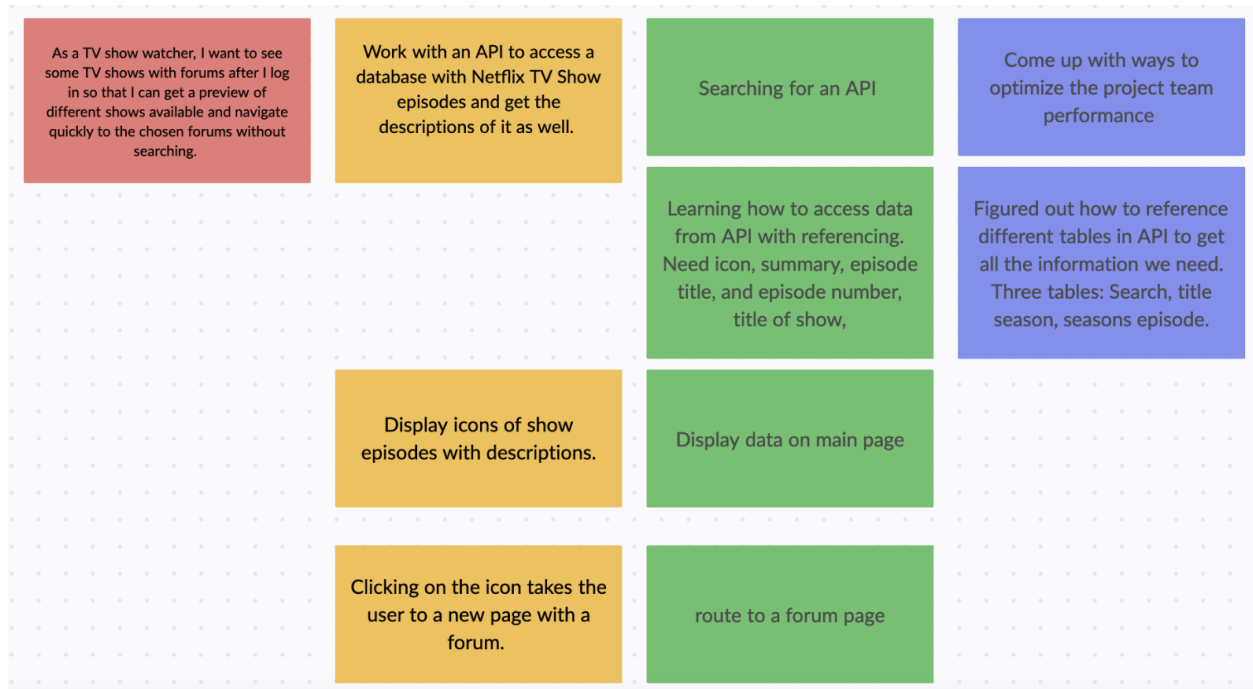 As a TV show watcher, I want to see
some TV shows with forums after I log
in so that I can get a preview of
different shows available and navigate
quickly to the chosen forums without
searching.
Work with an API to access a
database with Netflix TV Show
episodes and get the
descriptions of it as well.
Searching for an API
Come up with ways to
optimize the project team
performance
Learning how to access data
from API with referencing.
Need icon, summary, episode
title, and episode number,
title of show,
Figured out how to reference
different tables in API to get
all the information we need.
Three tables: Search, title
season, seasons episode.
Display icons of show
episodes with descriptions.
Display data on main page
Clicking on the icon takes the
user to a new page with a
forum.
route to a forum page